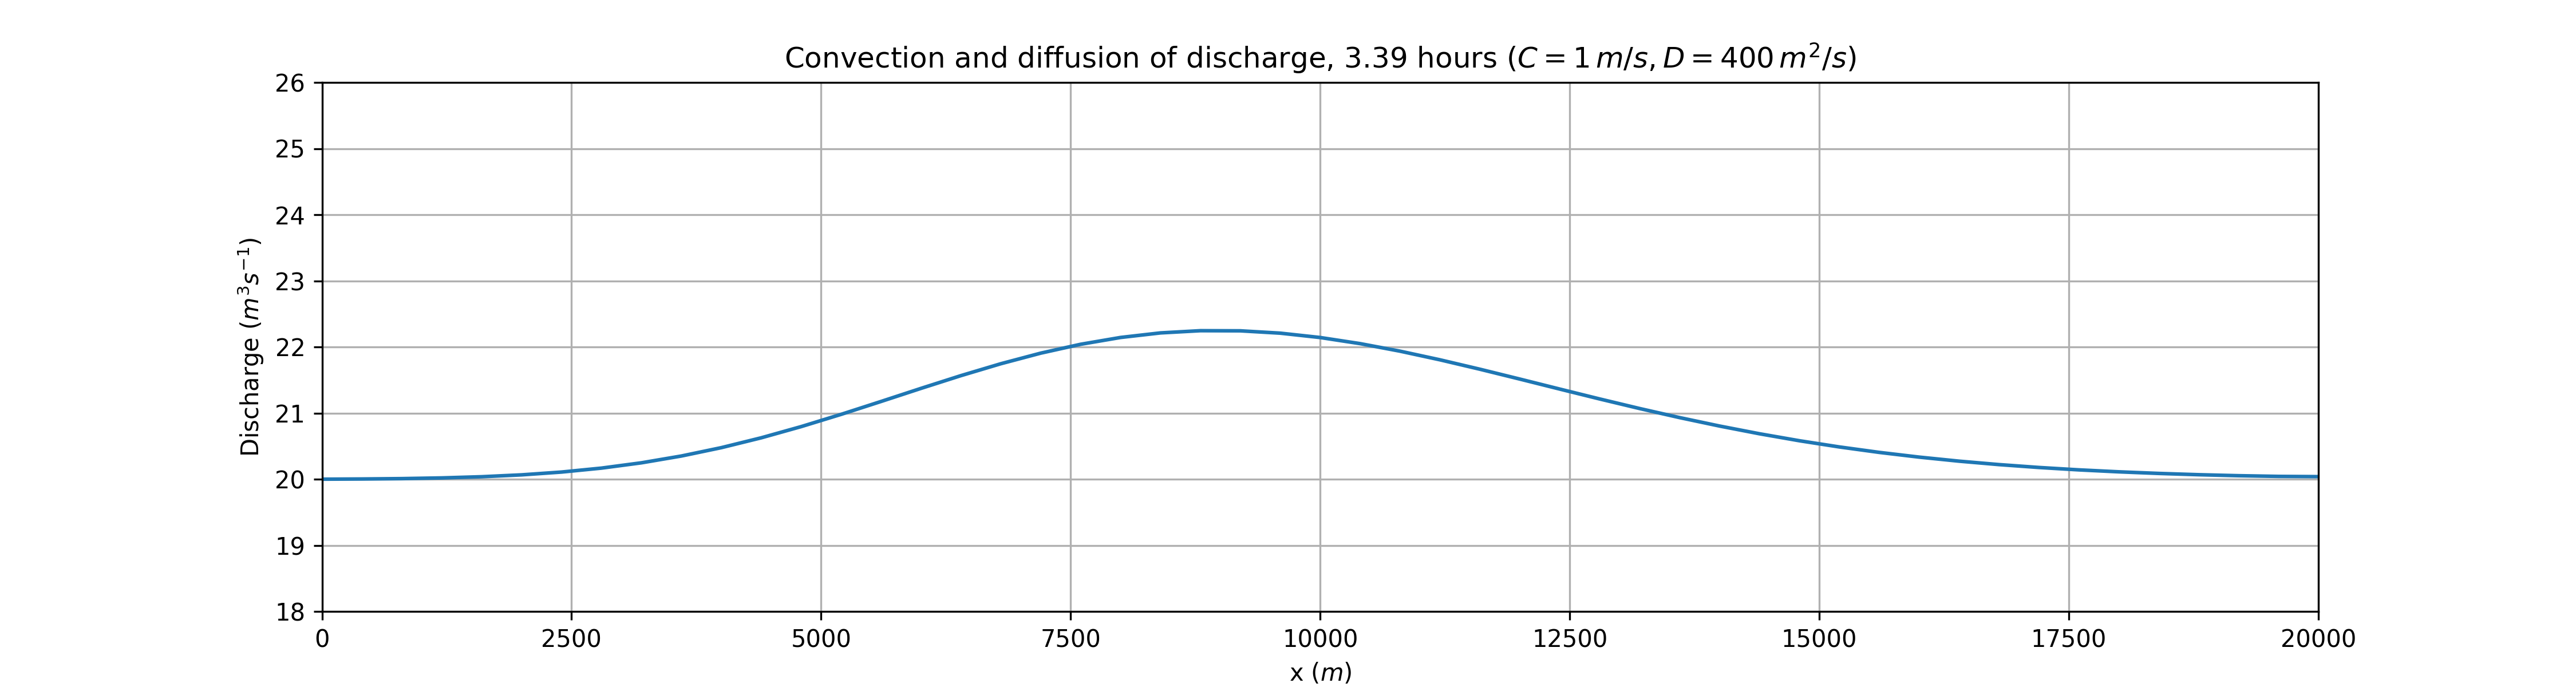 Convection and diffusion of discharge, 3.39 hours (C = 1 m/s, D = 400 m²/s)
26
25
24
23
22
21
20
19
18
Discharge (m³s⁻¹)
0 2500 5000 7500 10000 12500 15000 17500 20000
x (m)